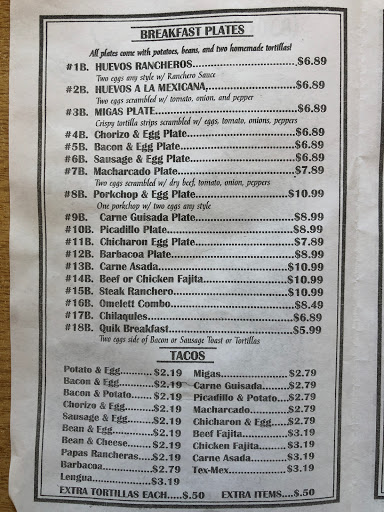 BREAKFAST PLATES
All plates come with potatoes, beans, and two homemade tortillas!
#1B. HUEVOS RANCHEROS...$6.89
Two eggs any style w/ Ranchero Sauce
#2B. HUEVOS A LA MEXICANA,...$6.89
Two eggs scrambled w/ tomato, onion, and pepper
#3B. MIGAS PLATE...$6.89
Crispy tortilla strips scrambled w/ eggs, tomato, onions, peppers
#4B. Chorizo & Egg Plate...$6.89
#5B. Bacon & Egg Plate...$6.89
#6B. Sausage & Egg Plate...$6.89
#7B. Macharcado Plate...$7.89
Two eggs scrambled w/ dry beef, tomato, onion, peppers
#8B. Porkchop & Egg Plate...$10.99
One porkchop w/ two eggs any style
#9B. Carne Guisada Plate...$8.99
#10B. Picadillo Plate...$8.99
#11B. Chicharon Egg Plate...$7.89
#12B. Barbacoa Plate...$8.99
#13B. Carne Asada...$10.99
#14B. Beef or Chicken Fajita...$10.99
#15B. Steak Ranchero...$10.99
#16B. Omelett Combo...$8.49
#17B. Chilaqules...$6.89
#18B. Quik Breakfast...$5.99
Two eggs side of Bacon or Sausage Toast or Tortillas
TACOS
Potato & Egg...$2.19
Bacon & Egg...$2.19
Bacon & Potato...$2.19
Chorizo & Egg...$2.19
Sausage & Egg...$2.19
Bean & Egg...$2.19
Bean & Cheese...$2.19
Papas Rancheras...$2.19
Barbacoa...$2.79
Lengua...$3.19
Migas...$2.79
Carne Guisada...$2.79
Picadillo & Potato...$2.79
Macharcado...$2.79
Chicharon & Egg...$2.79
Beef Fajita...$3.19
Chicken Fajita...$3.19
Carne Asada...$3.19
Tex-Mex...$3.19
EXTRA TORTILLAS EACH....$.50 EXTRA ITEMS....$.50